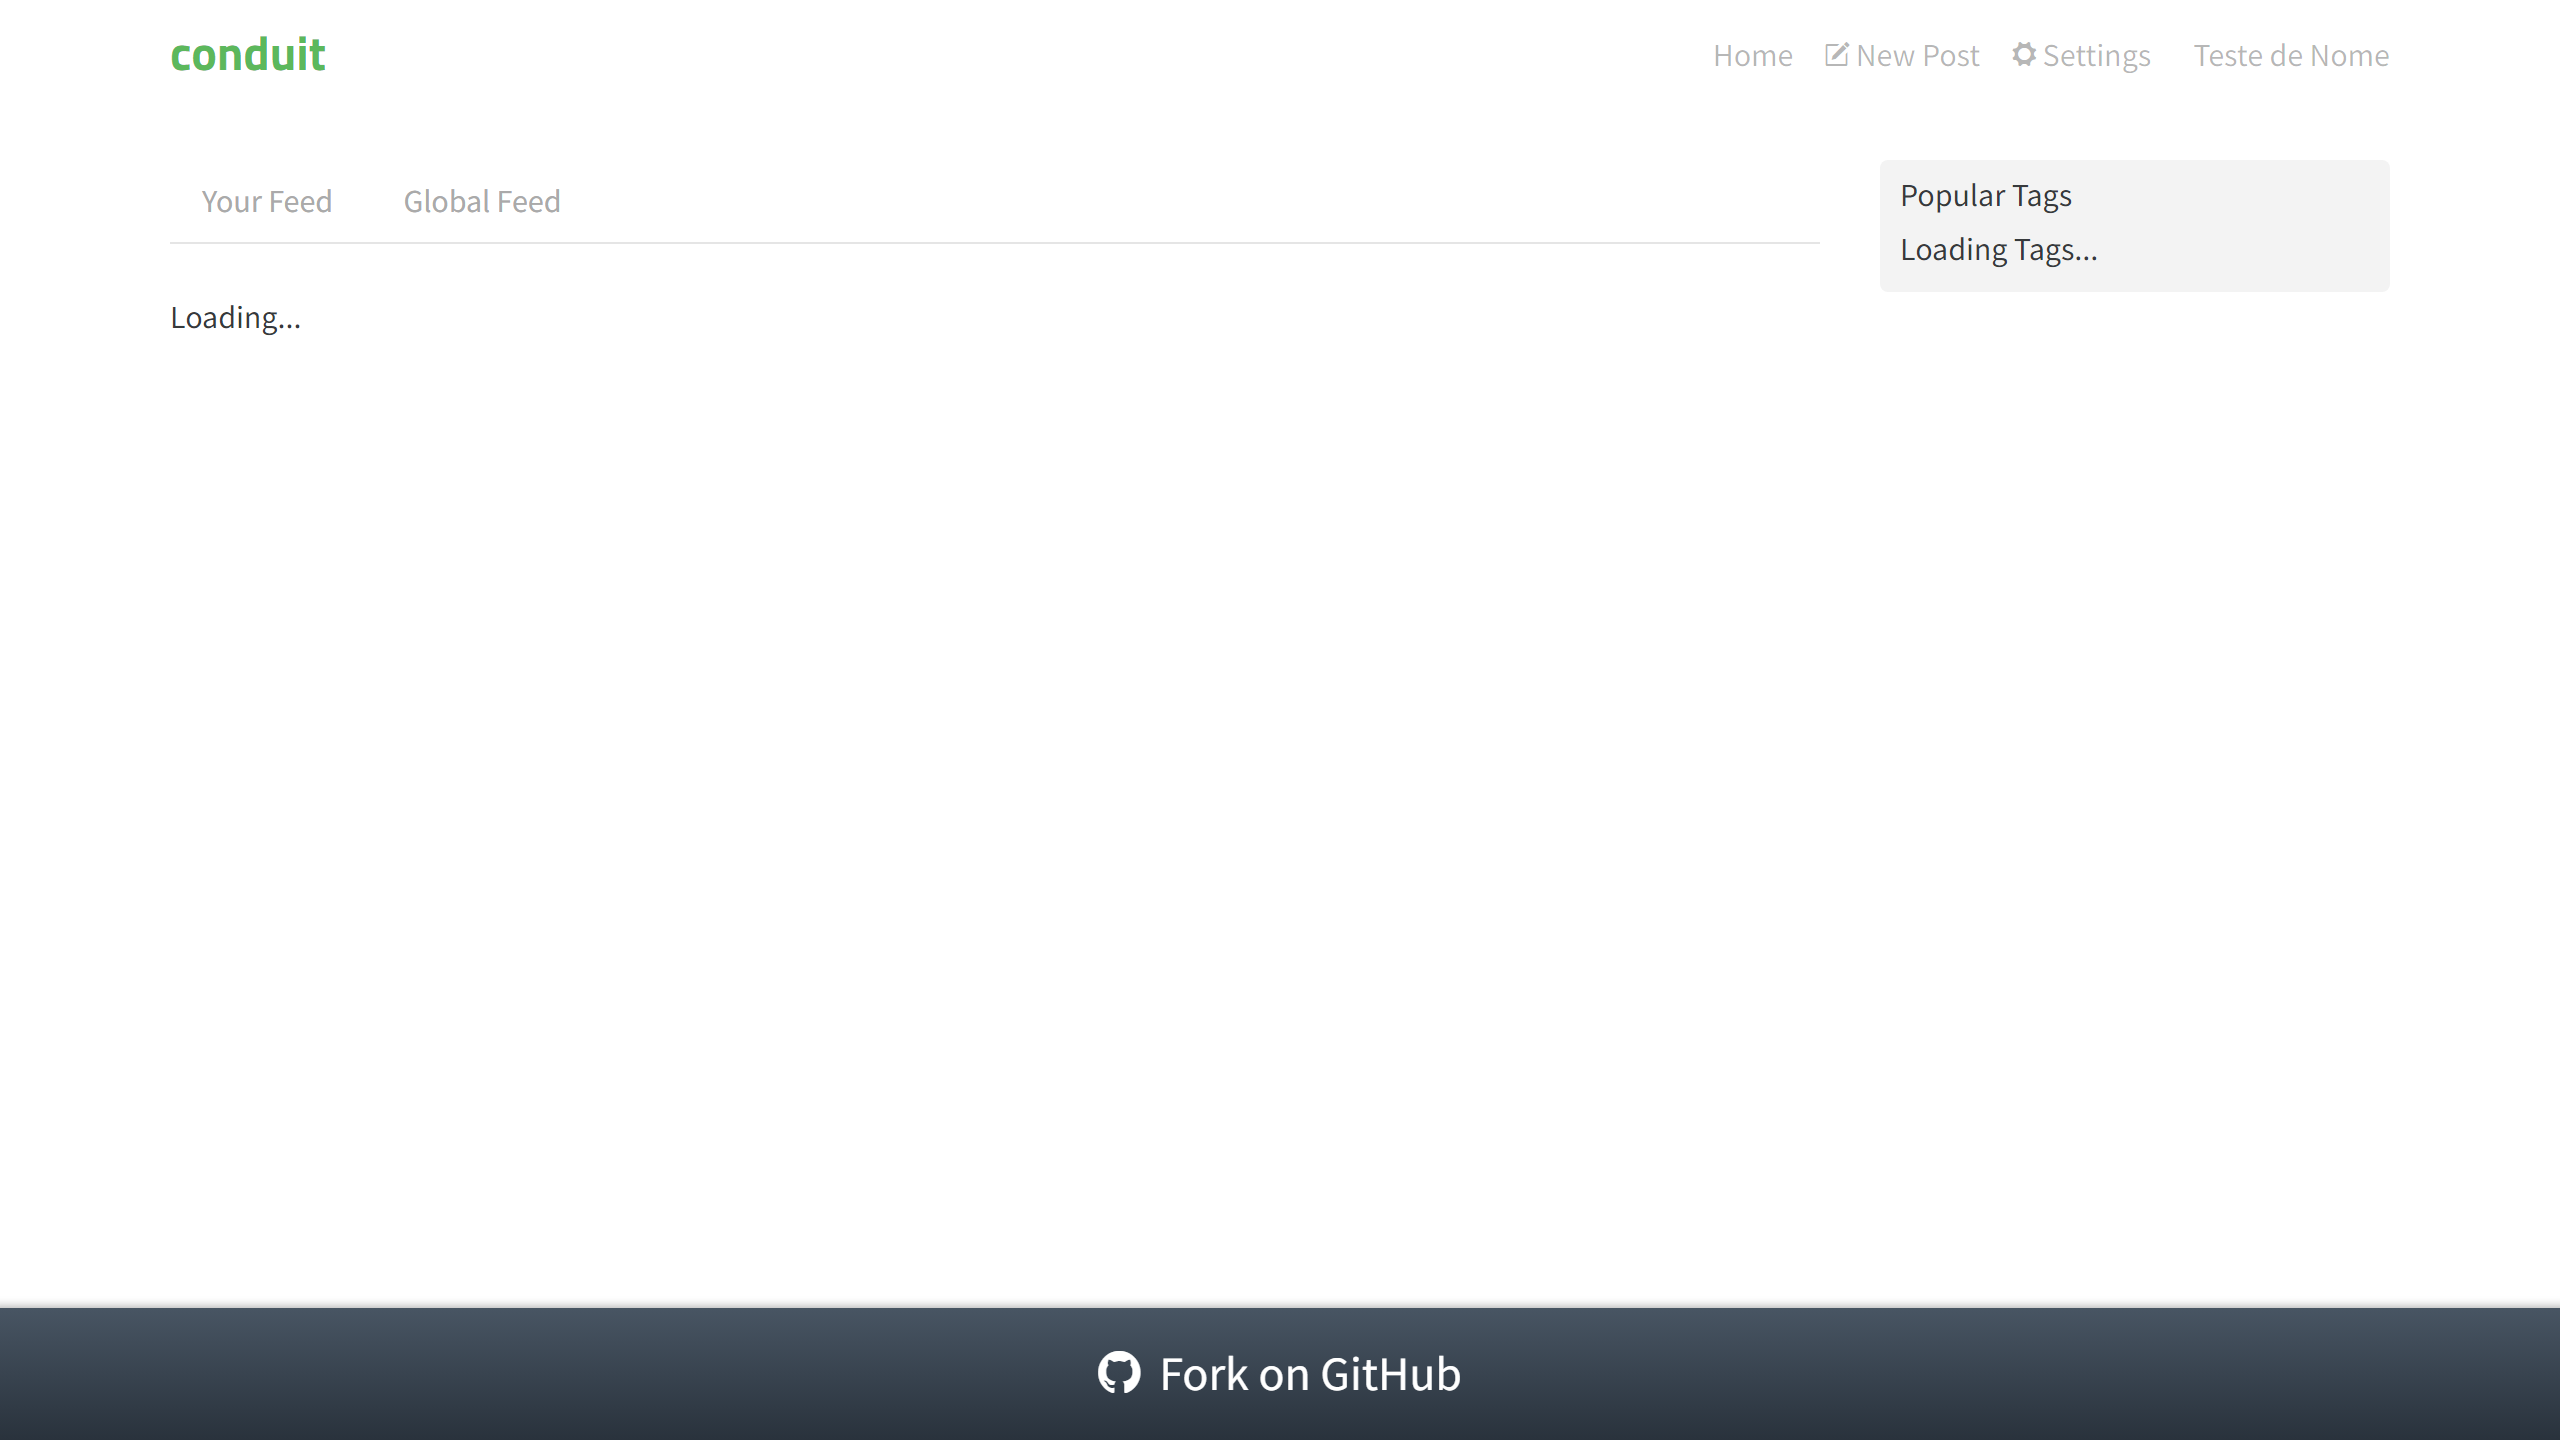 conduit
Home New Post Settings Teste de Nome
Your Feed Global Feed
Loading...
Popular Tags
Loading Tags...
Fork on GitHub